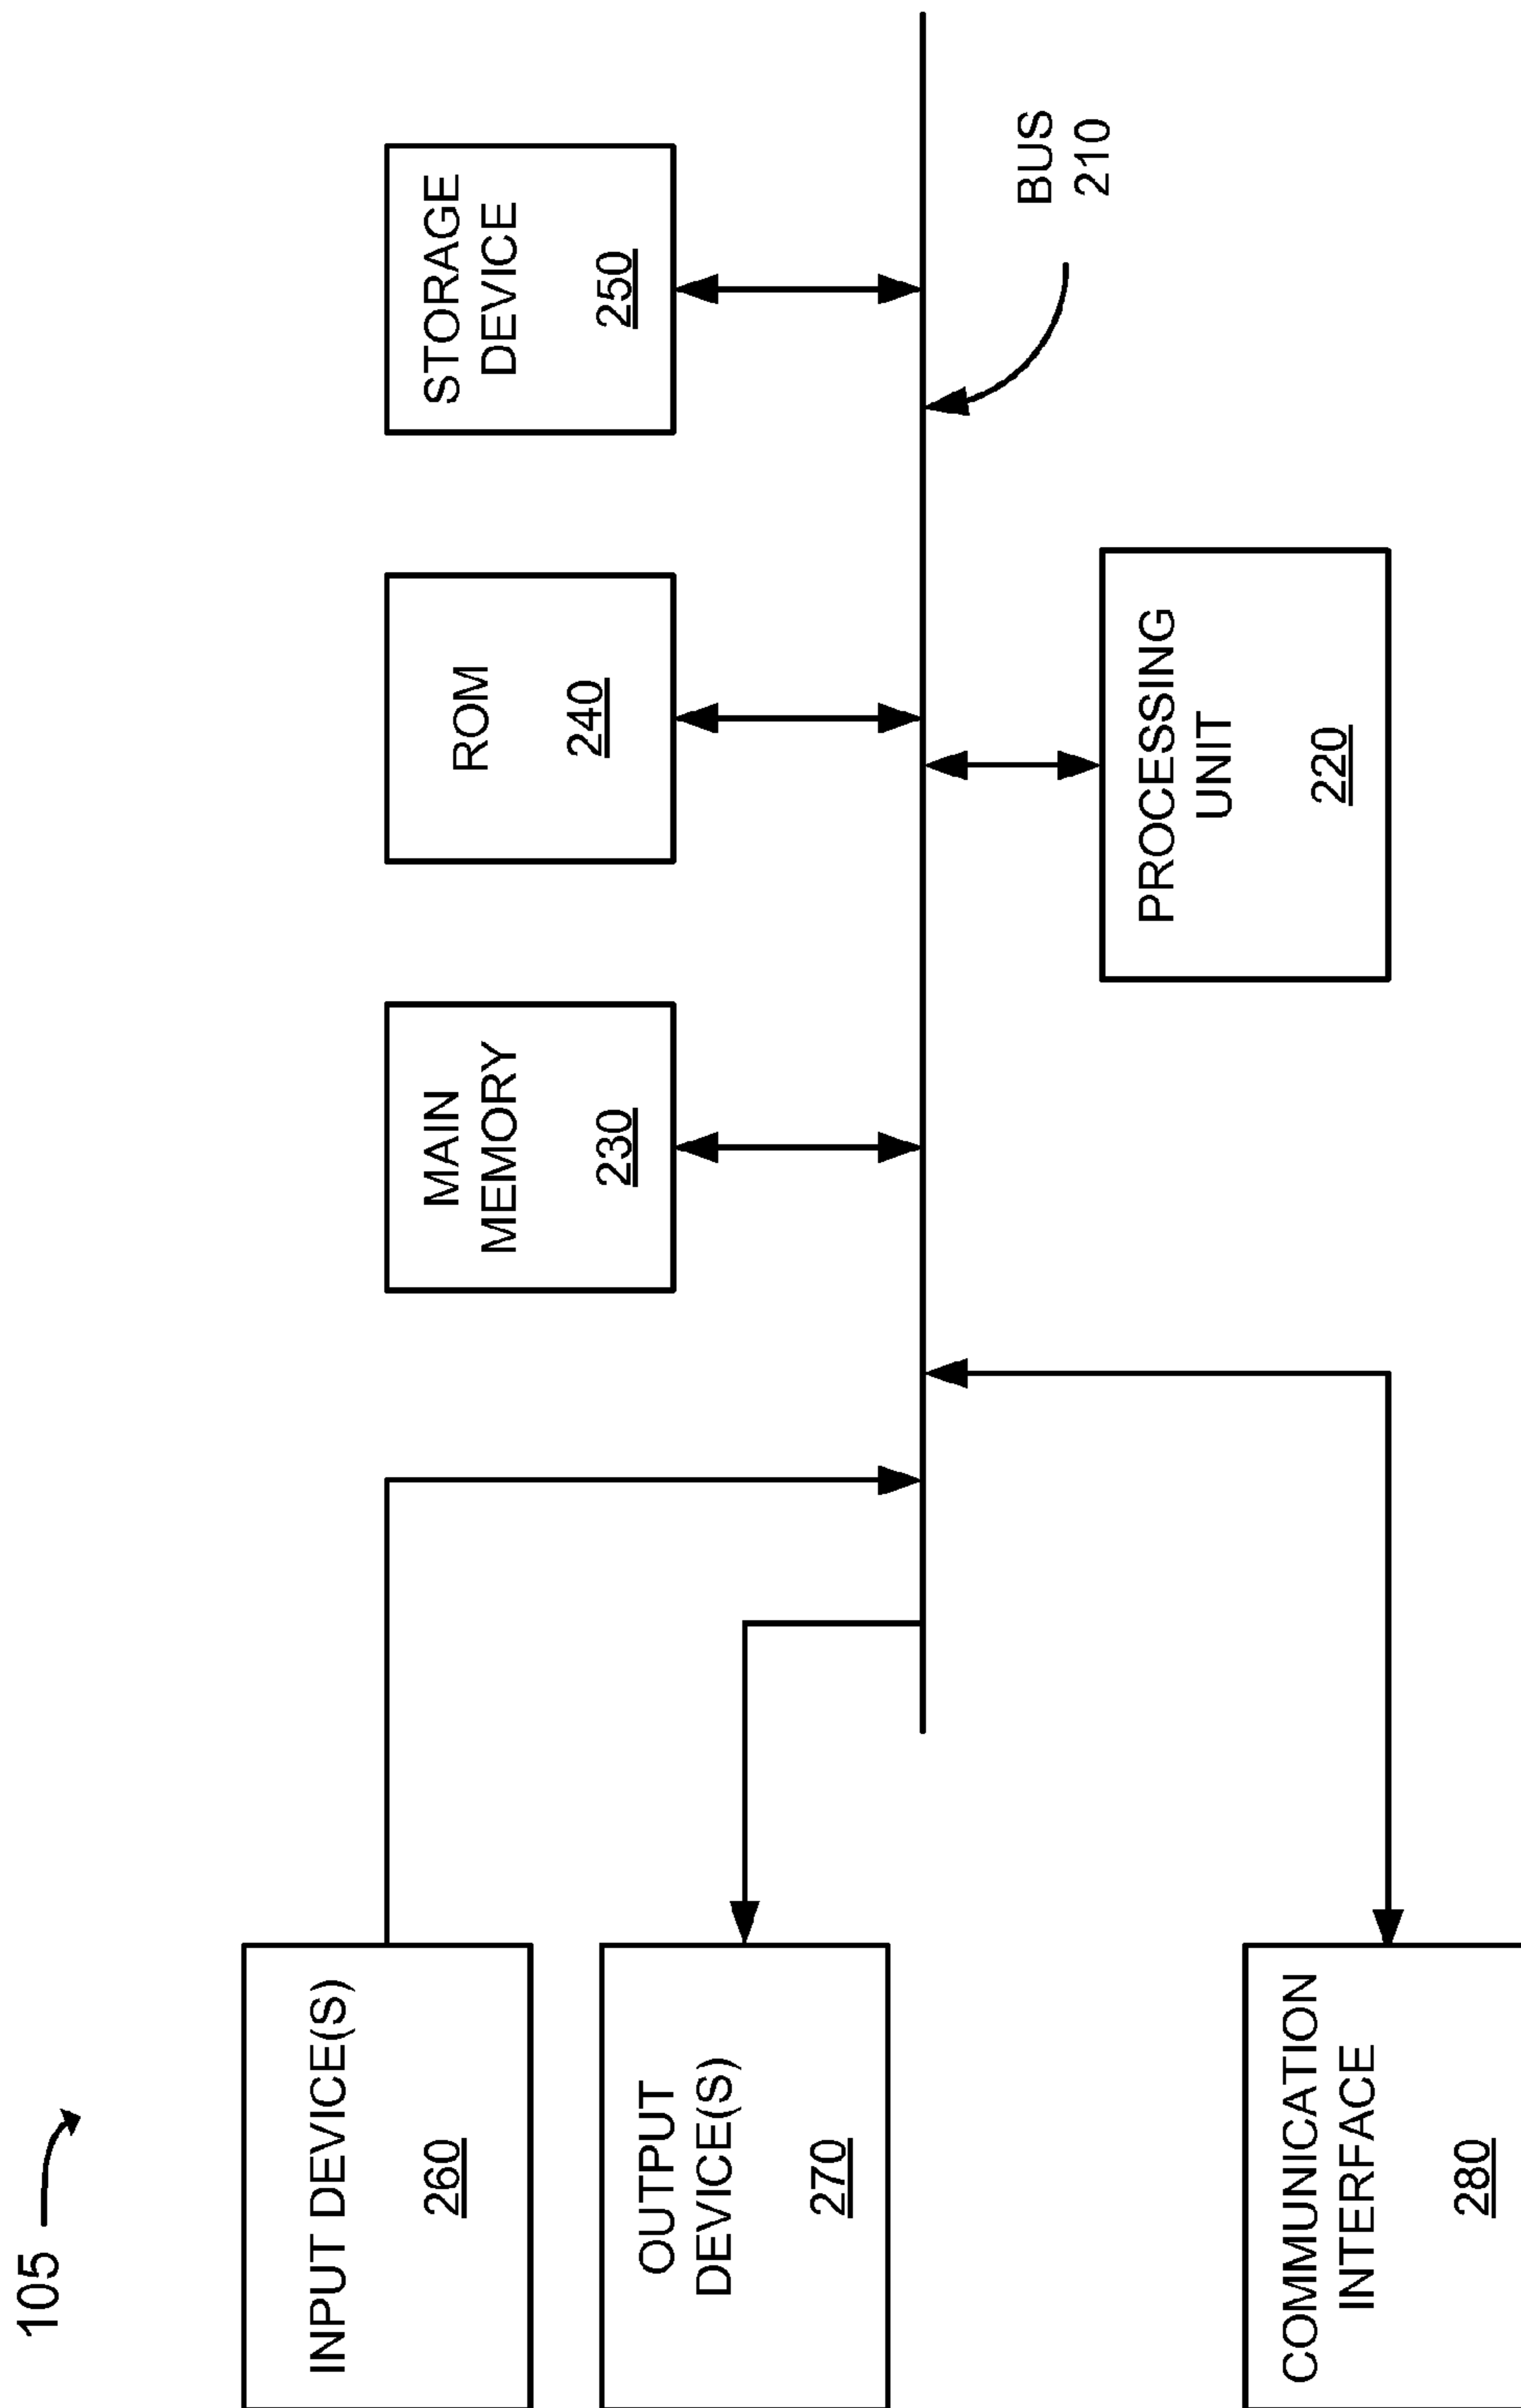 105
INPUT DEVICE(S)
260
OUTPUT
DEVICE(S)
270
COMMUNICATION
INTERFACE
280
MAIN
MEMORY
230
ROM
240
STORAGE
DEVICE
250
PROCESSING
UNIT
220
BUS
210